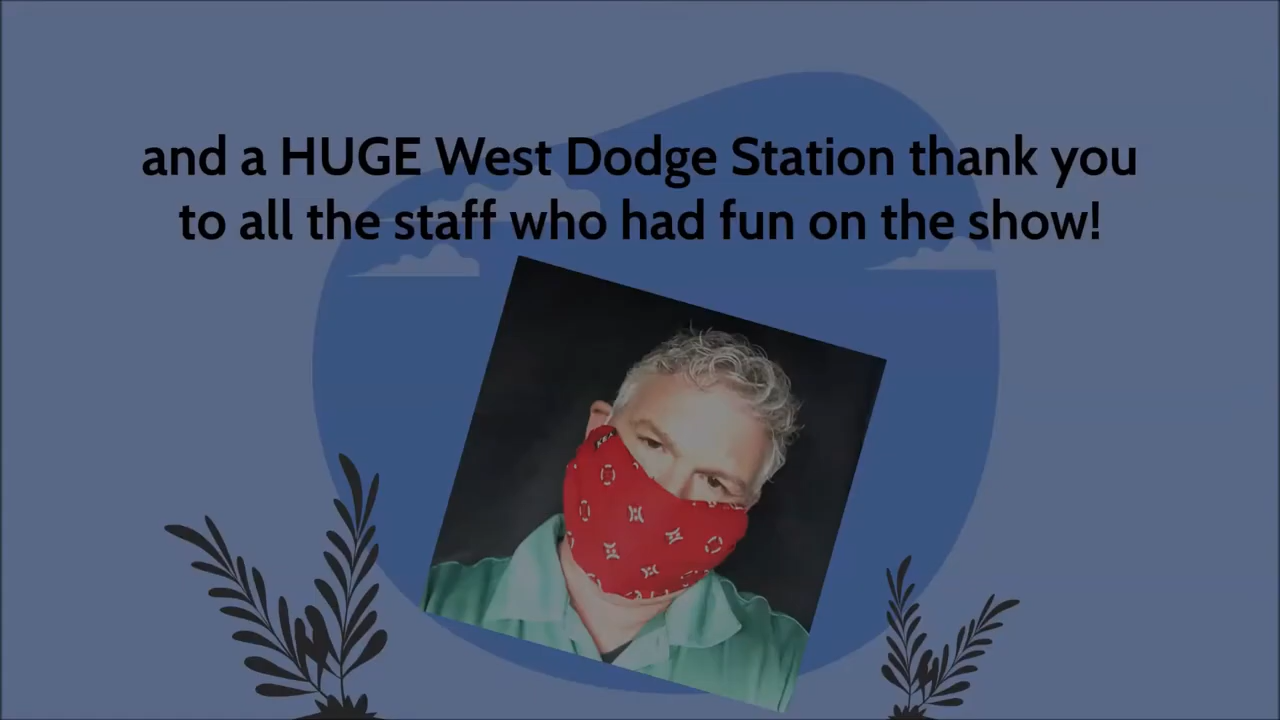 and a HUGE West Dodge Station thank you
to all the staff who had fun on the show!